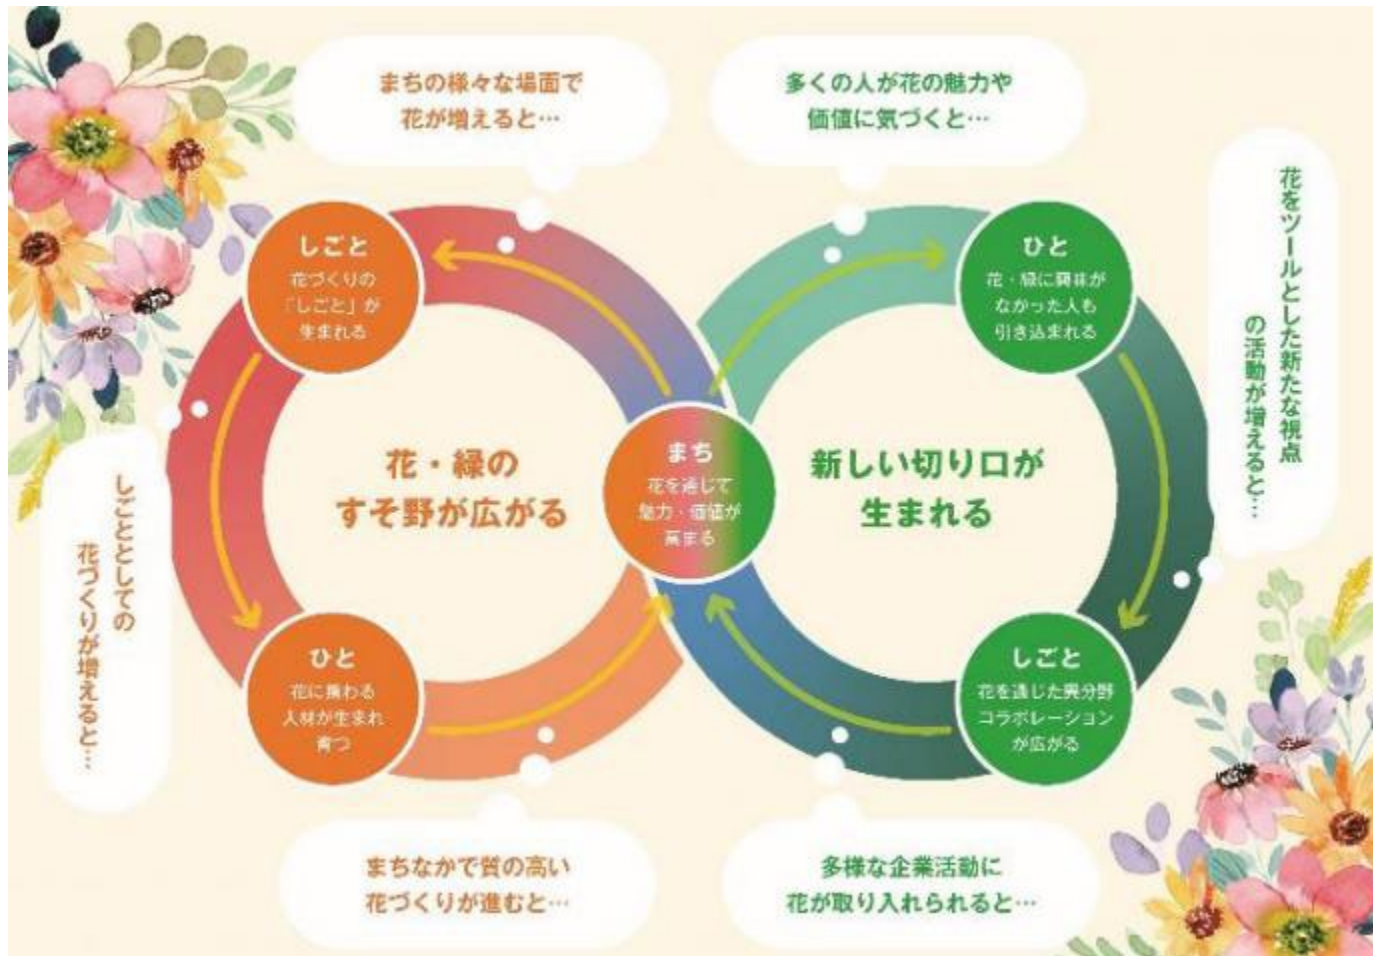 まちの様々な場面で
花が増えると…
多くの人が花の魅力や
価値に気づくと…
花をツールとした新たな視点
の活動が増えると…
しごと
花づくりの
「しごと」が
生まれる
ひと
花・緑に興味が
なかった人も
引き込まれる
花・緑の
すそ野が広がる
まち
花を通じて
魅力・価値が
高まる
新しい切り口が
生まれる
しごととしての
花づくりが増えると…
ひと
花に携わる
人材が生まれ
育つ
しごと
花を通じた異分野
コラボレーション
が広がる
まちなかで質の高い
花づくりが進むと…
多様な企業活動に
花が取り入れられると…